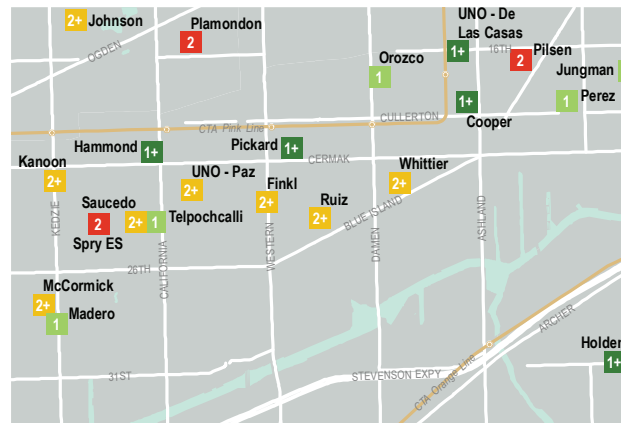 2+ Johnson
Plamondon
2
OGDEN
UNO - De
Las Casas
1+
16TH
Pilsen
2
Orozco
1
Jungman
1 Perez
1+
Cooper
CULLERTON
CTA Pink Line
Hammond 1+
Pickard 1+
CERMAK
Kanoon
2+
UNO - Paz
2+
Finkl
2+
Whittier
2+
Ruiz
2+
BLUE ISLAND
Saucedo
2
Spry ES
2+ 1 Telpochcalli
KEDZIE
CALIFORNIA
WESTERN
DAMEN
ASHLAND
26TH
McCormick
2+
1 Madero
31ST
STEVENSON EXPY
CTA Orange Line
ARCHER
Holden
1+